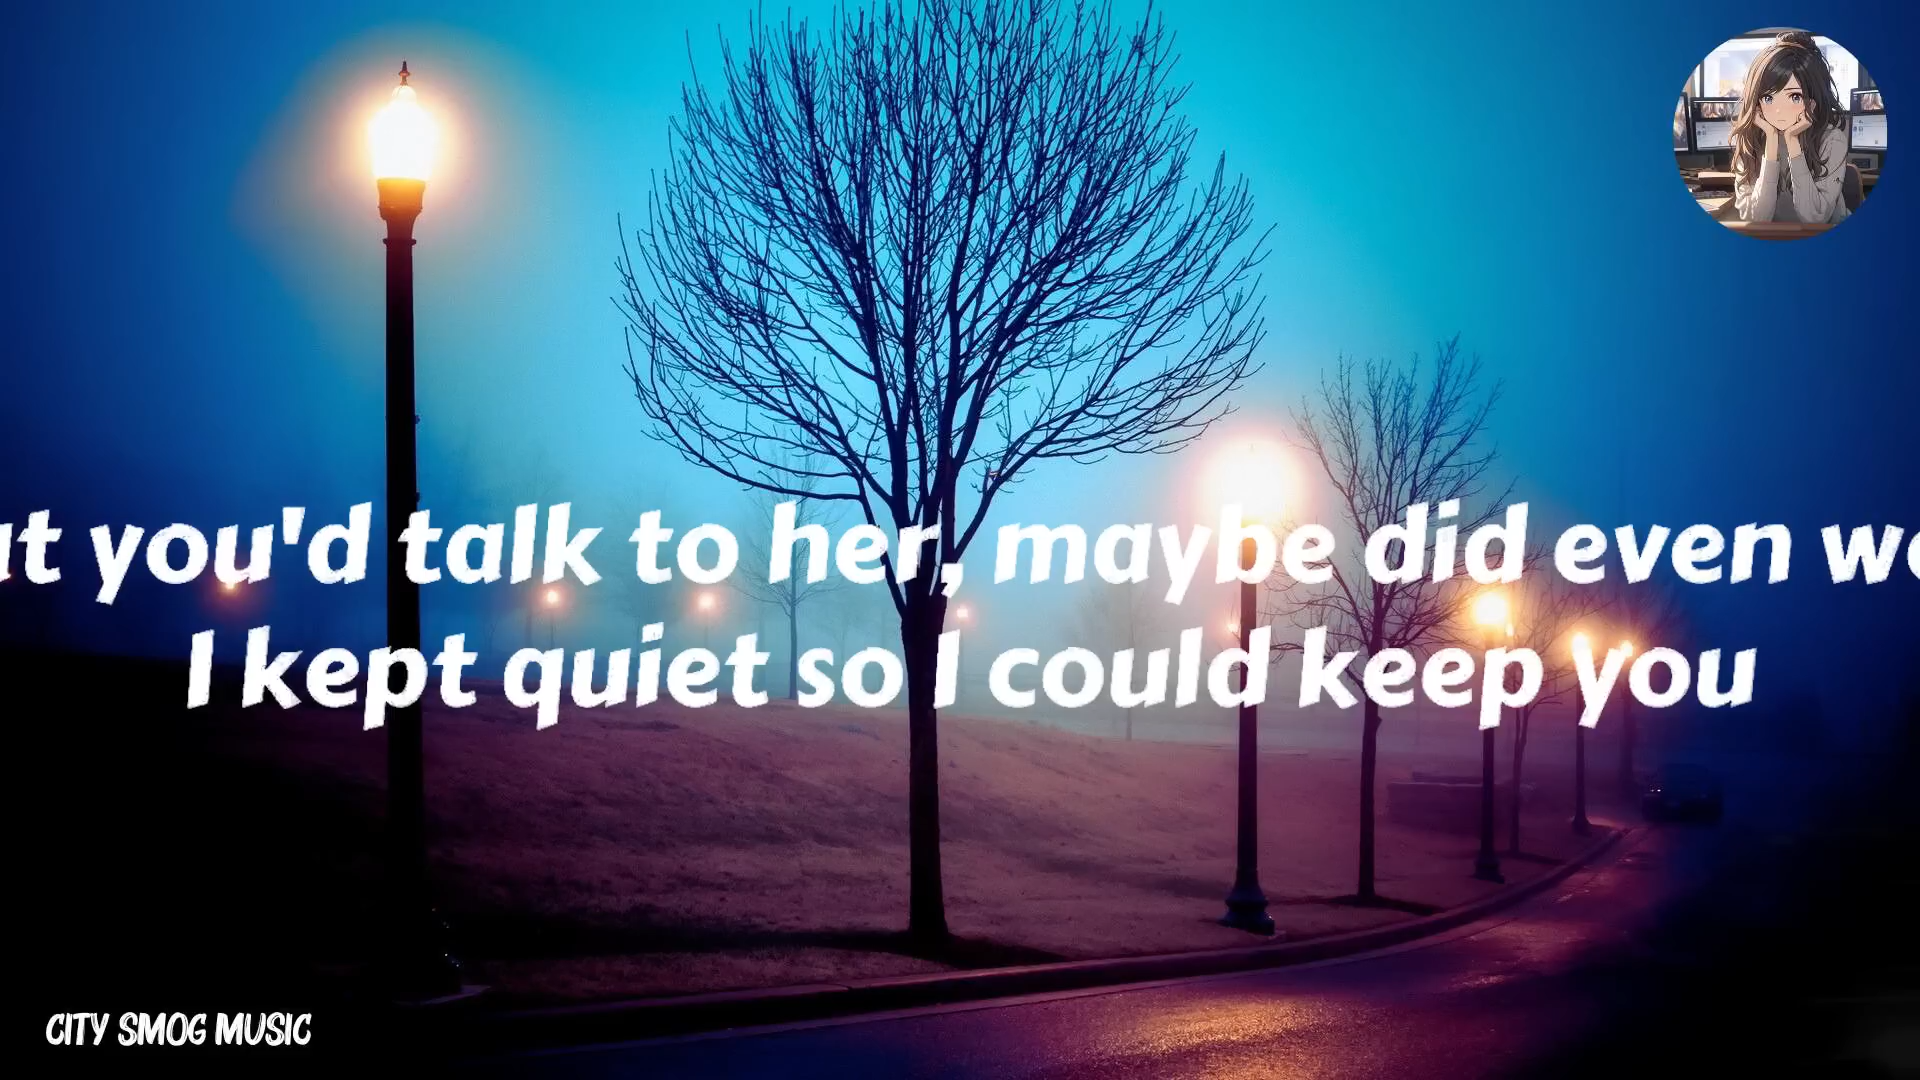 you'd talk to her, maybe did even
I kept quiet so I could keep you
CITY SMOG MUSIC